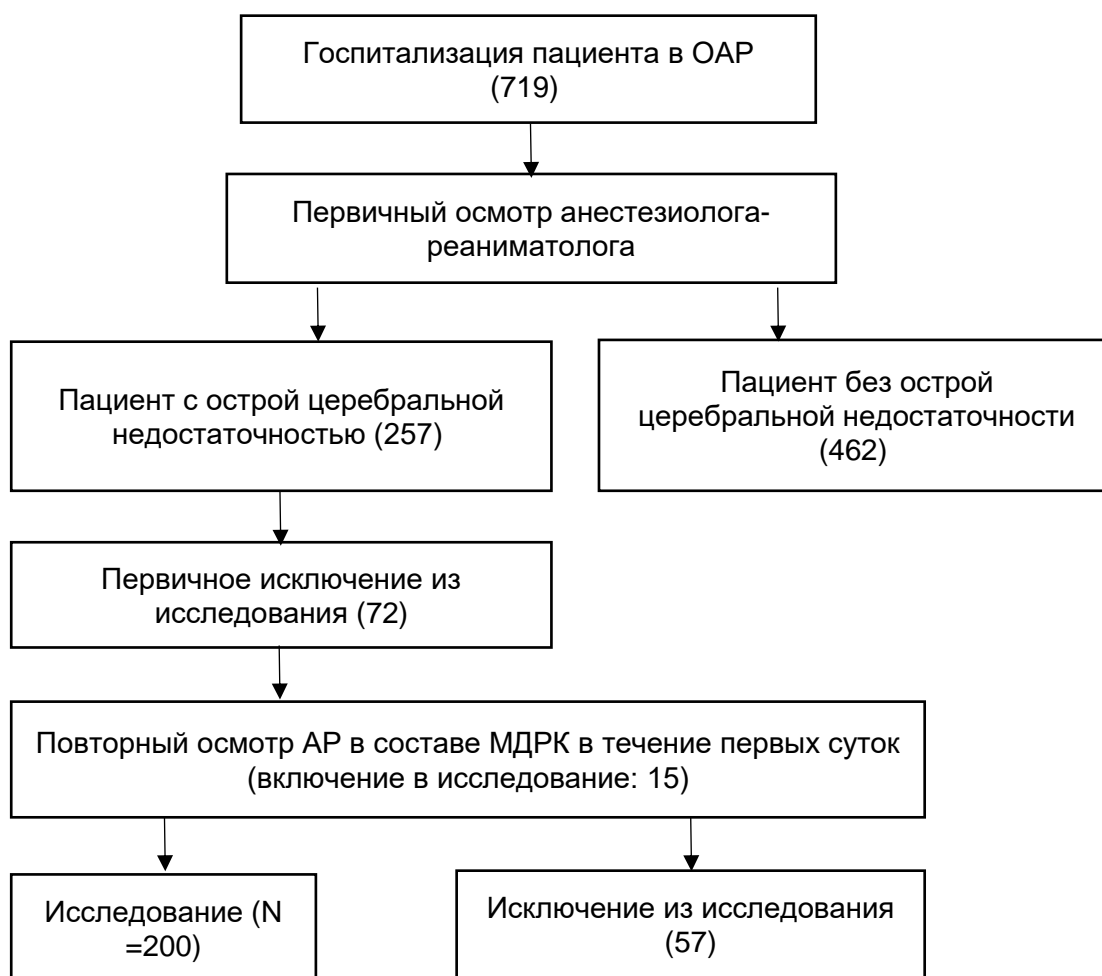 Госпитализация пациента в ОАР
(719)
Первичный осмотр анестезиолога-
реаниматолога
Пациент с острой церебральной
недостаточностью (257)
Пациент без острой
церебральной недостаточности
(462)
Первичное исключение из
исследования (72)
Повторный осмотр АР в составе МДРК в течение первых суток
(включение в исследование: 15)
Исследование (N
=200)
Исключение из исследования
(57)